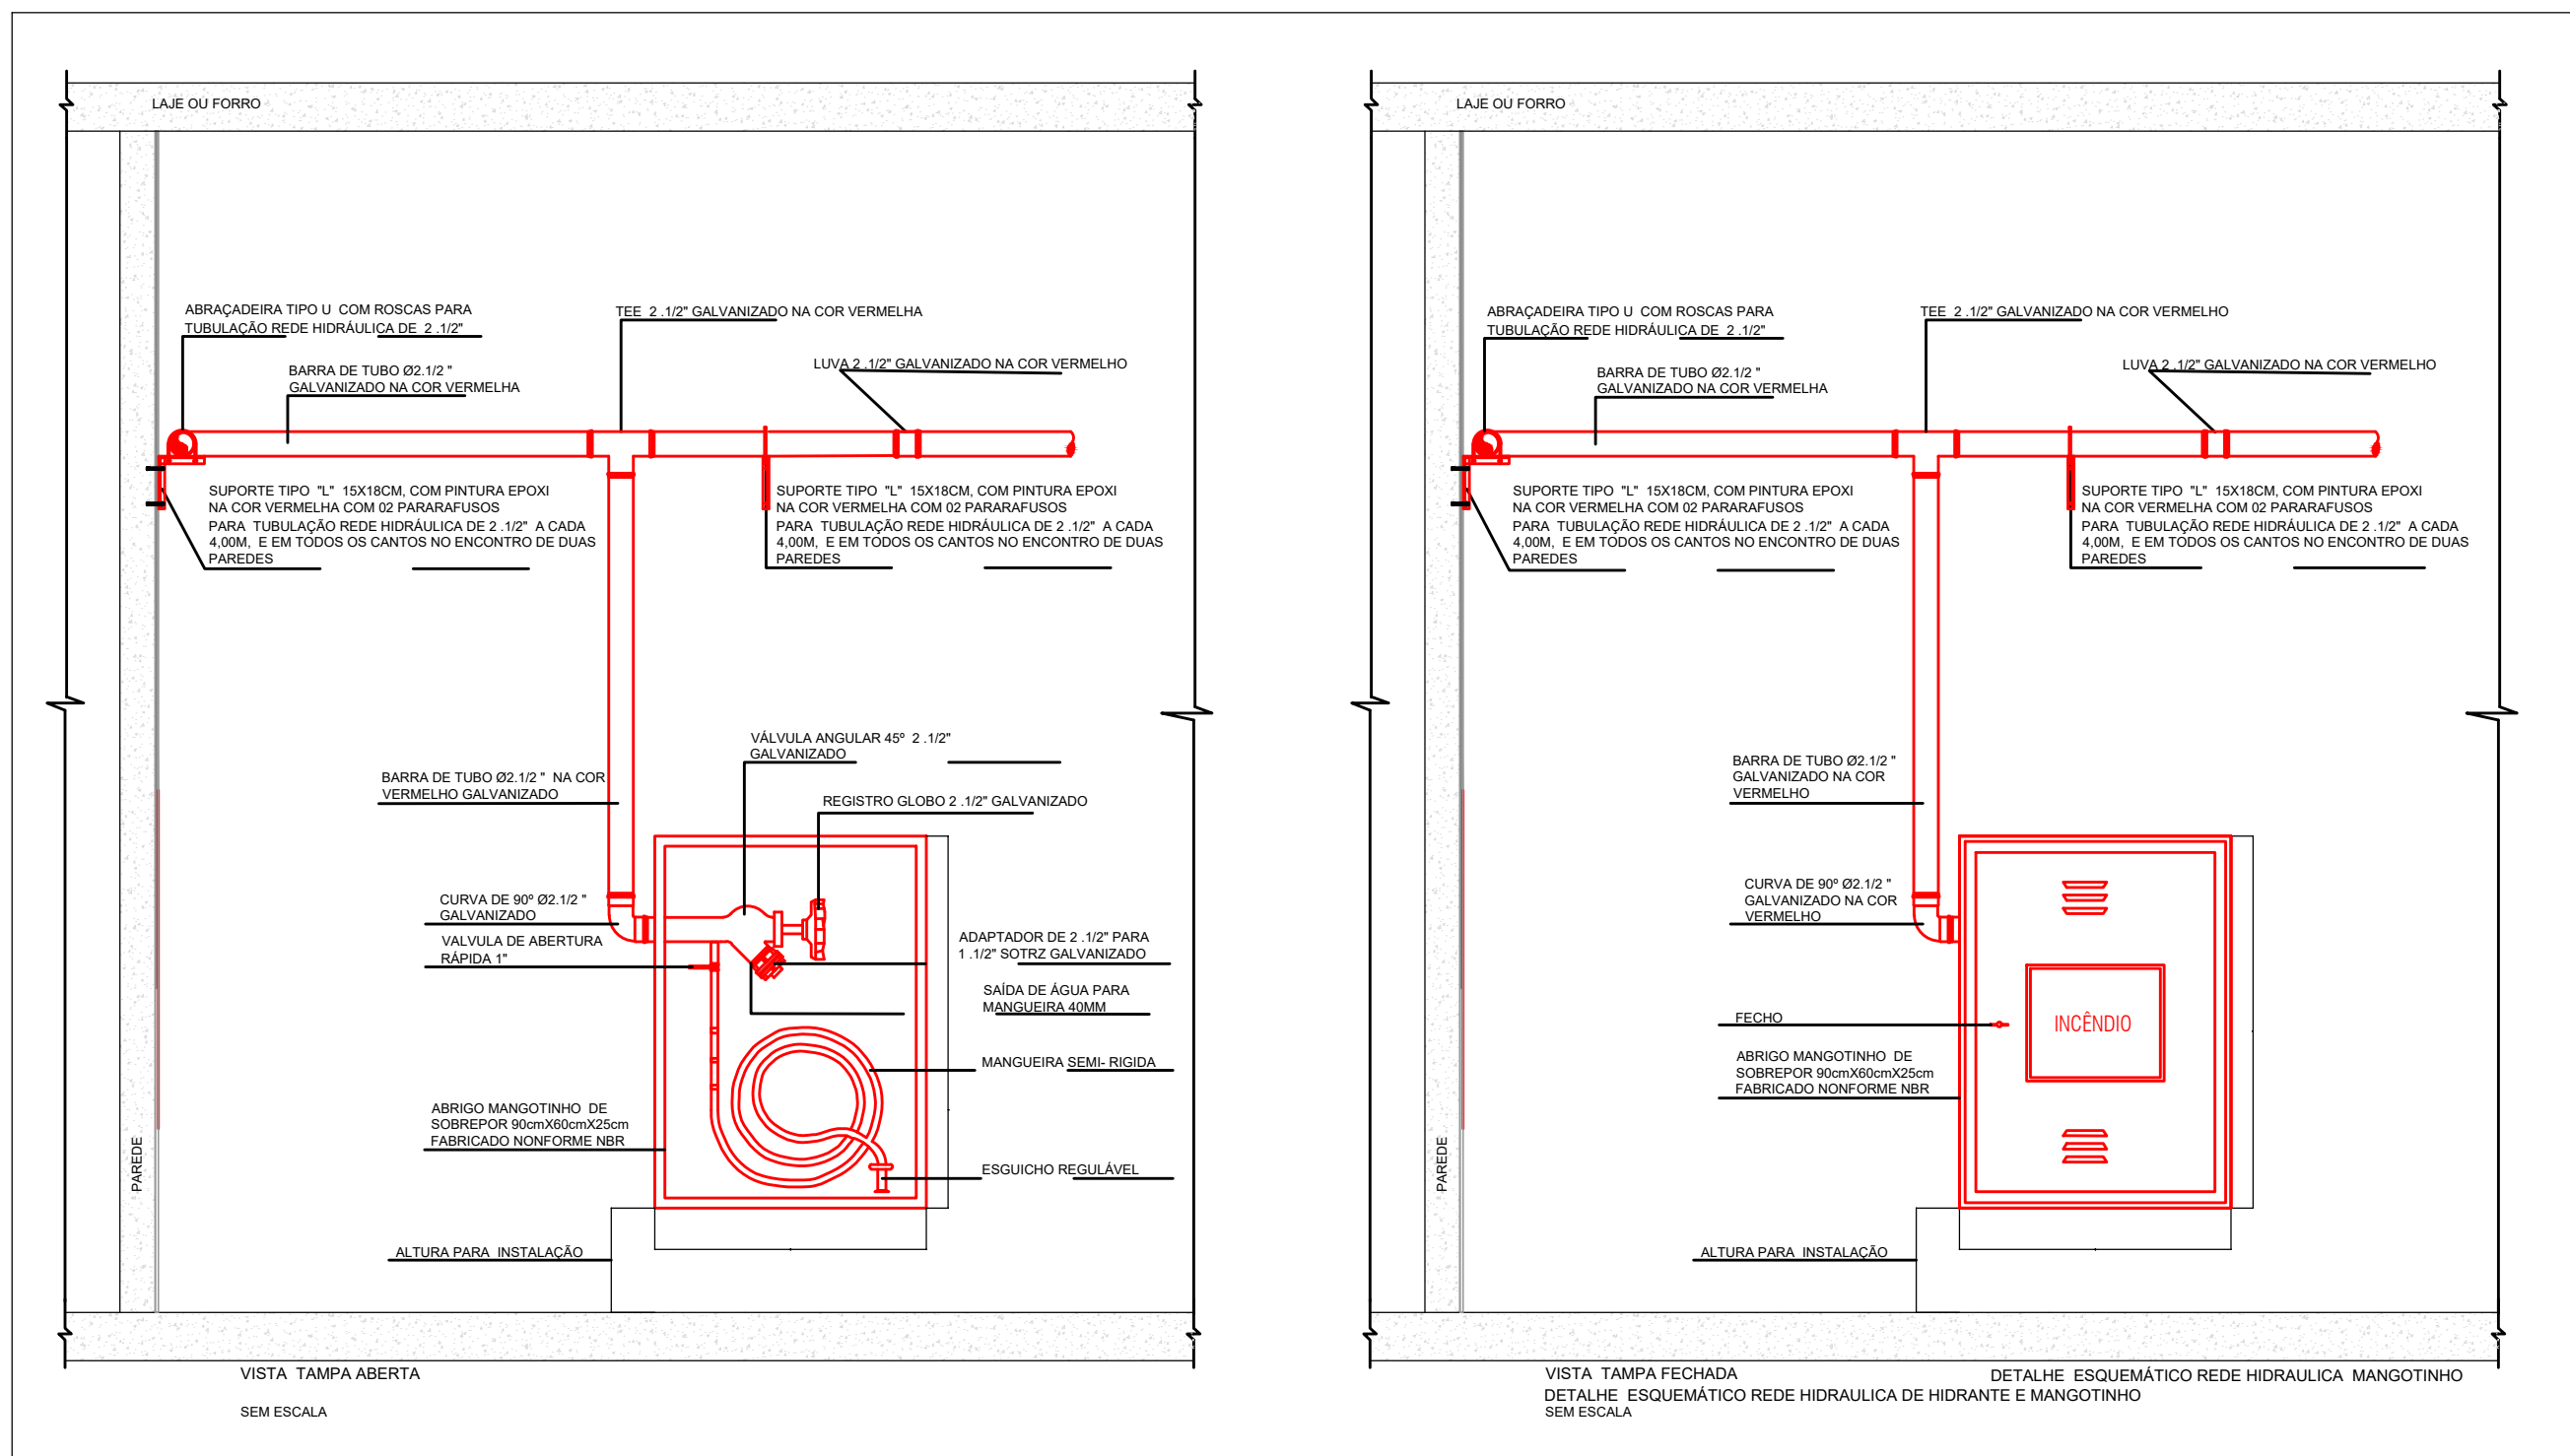 LAJE OU FORRO
ABRAÇADEIRA TIPO U COM ROSCAS PARA
TUBULAÇÃO REDE HIDRÁULICA DE 2 .1/2"
TEE 2 .1/2" GALVANIZADO NA COR VERMELHA
BARRA DE TUBO Ø2.1/2 "
GALVANIZADO NA COR VERMELHA
LUVA 2 .1/2" GALVANIZADO NA COR VERMELHO
SUPORTE TIPO "L" 15X18CM, COM PINTURA EPOXI
NA COR VERMELHA COM 02 PARARAFUSOS
PARA TUBULAÇÃO REDE HIDRÁULICA DE 2 .1/2" A CADA
4,00M, E EM TODOS OS CANTOS NO ENCONTRO DE DUAS
PAREDES
SUPORTE TIPO "L" 15X18CM, COM PINTURA EPOXI
NA COR VERMELHA COM 02 PARARAFUSOS
PARA TUBULAÇÃO REDE HIDRÁULICA DE 2 .1/2" A CADA
4,00M, E EM TODOS OS CANTOS NO ENCONTRO DE DUAS
PAREDES
VÁLVULA ANGULAR 45º 2 .1/2"
GALVANIZADO
BARRA DE TUBO Ø2.1/2 " NA COR
VERMELHO GALVANIZADO
REGISTRO GLOBO 2 .1/2" GALVANIZADO
CURVA DE 90º Ø2.1/2 "
GALVANIZADO
VALVULA DE ABERTURA
RÁPIDA 1"
ADAPTADOR DE 2 .1/2" PARA
1 .1/2" SOTRZ GALVANIZADO
SAÍDA DE ÁGUA PARA
MANGUEIRA 40MM
MANGUEIRA SEMI- RIGIDA
ABRIGO MANGOTINHO DE
SOBREPOR 90cmX60cmX25cm
FABRICADO NONFORME NBR
ESGUICHO REGULÁVEL
PAREDE
ALTURA PARA INSTALAÇÃO
VISTA TAMPA ABERTA
SEM ESCALA
LAJE OU FORRO
ABRAÇADEIRA TIPO U COM ROSCAS PARA
TUBULAÇÃO REDE HIDRÁULICA DE 2 .1/2"
TEE 2 .1/2" GALVANIZADO NA COR VERMELHO
BARRA DE TUBO Ø2.1/2 "
GALVANIZADO NA COR VERMELHA
LUVA 2 .1/2" GALVANIZADO NA COR VERMELHO
SUPORTE TIPO "L" 15X18CM, COM PINTURA EPOXI
NA COR VERMELHA COM 02 PARARAFUSOS
PARA TUBULAÇÃO REDE HIDRÁULICA DE 2 .1/2" A CADA
4,00M, E EM TODOS OS CANTOS NO ENCONTRO DE DUAS
PAREDES
SUPORTE TIPO "L" 15X18CM, COM PINTURA EPOXI
NA COR VERMELHA COM 02 PARARAFUSOS
PARA TUBULAÇÃO REDE HIDRÁULICA DE 2 .1/2" A CADA
4,00M, E EM TODOS OS CANTOS NO ENCONTRO DE DUAS
PAREDES
BARRA DE TUBO Ø2.1/2 "
GALVANIZADO NA COR
VERMELHO
CURVA DE 90º Ø2.1/2 "
GALVANIZADO NA COR
VERMELHO
FECHO
INCÊNDIO
ABRIGO MANGOTINHO DE
SOBREPOR 90cmX60cmX25cm
FABRICADO NONFORME NBR
PAREDE
ALTURA PARA INSTALAÇÃO
VISTA TAMPA FECHADA
DETALHE ESQUEMÁTICO REDE HIDRAULICA MANGOTINHO
DETALHE ESQUEMÁTICO REDE HIDRAULICA DE HIDRANTE E MANGOTINHO
SEM ESCALA